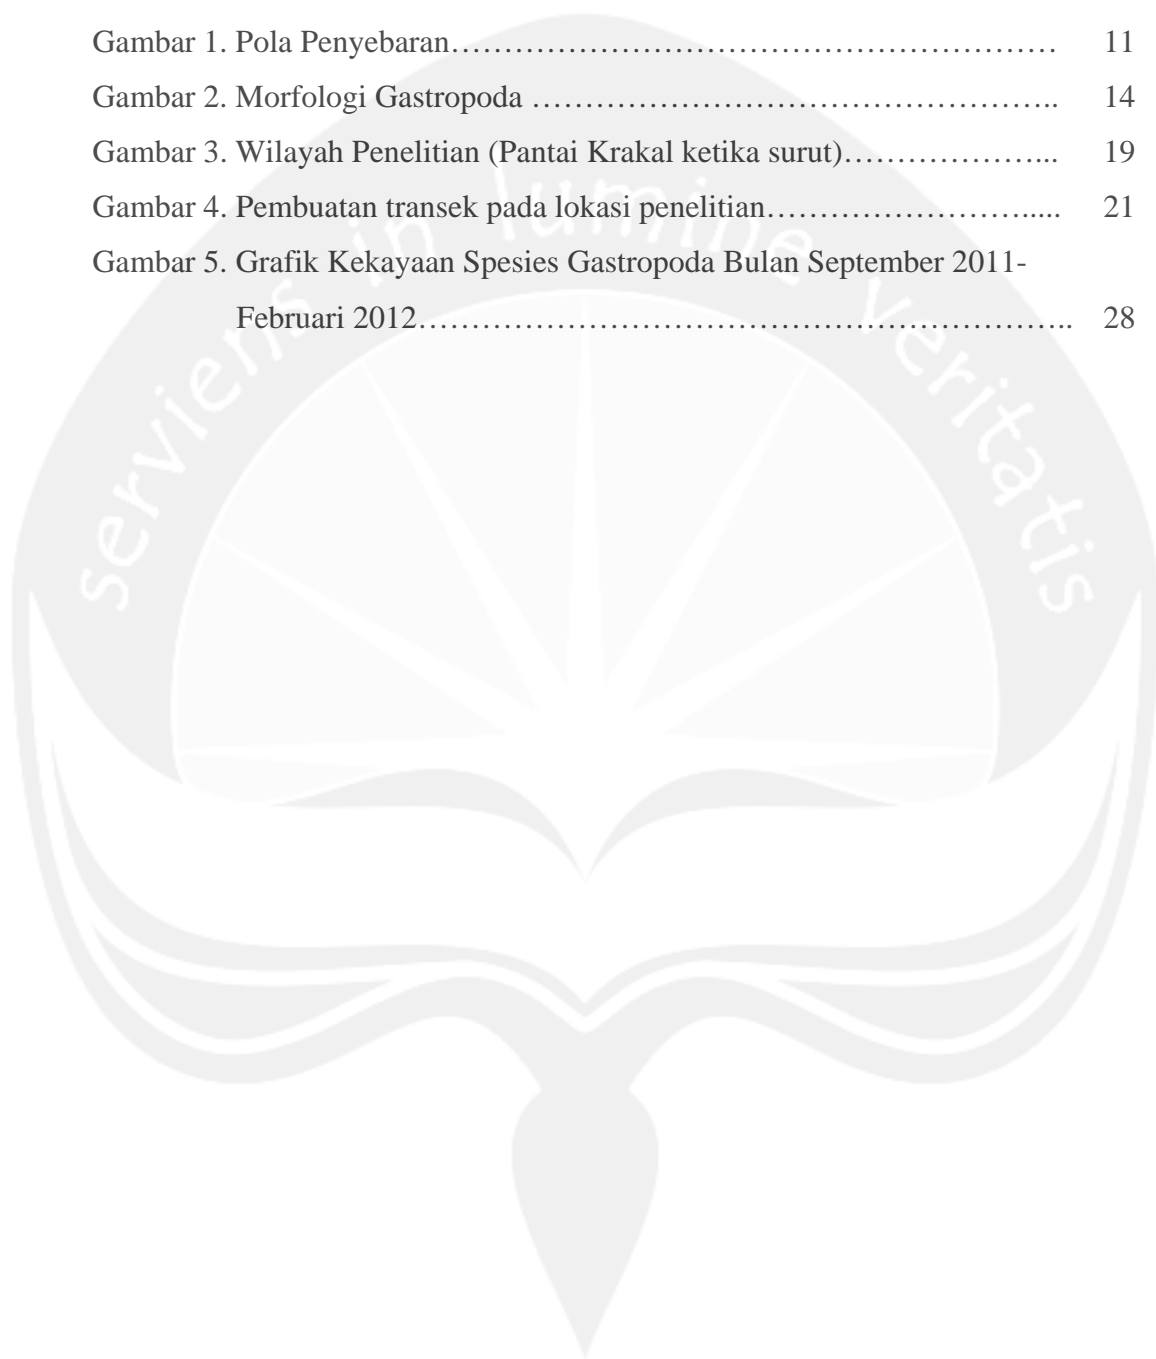 Gambar 1. Pola Penyebaran………………………………………………… 11
Gambar 2. Morfologi Gastropoda ………………………………………….. 14
Gambar 3. Wilayah Penelitian (Pantai Krakal ketika surut)………………... 19
Gambar 4. Pembuatan transek pada lokasi penelitian……………………..... 21
Gambar 5. Grafik Kekayaan Spesies Gastropoda Bulan September 2011-
Februari 2012…………………………………………………….. 28
serviens in lumine veritatis